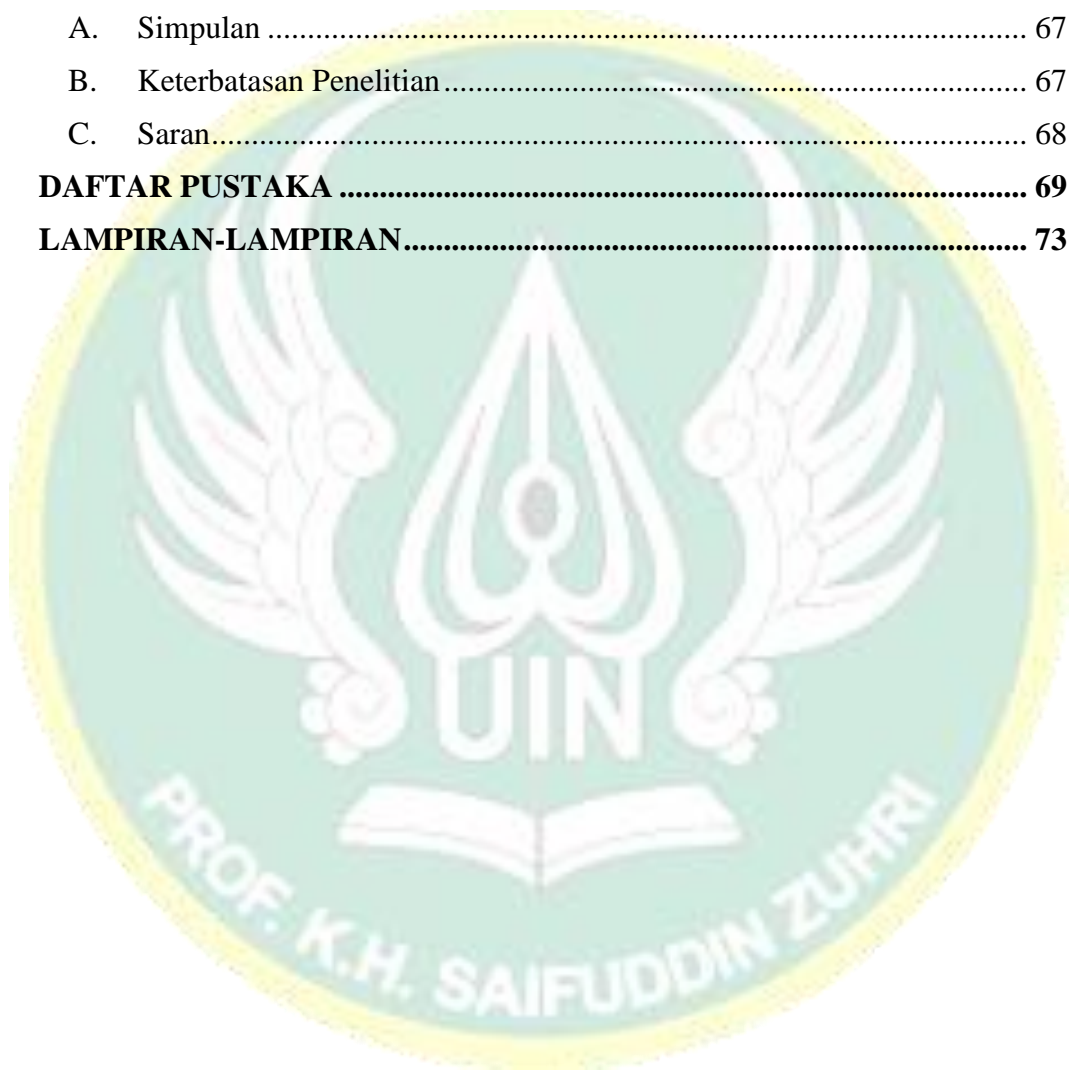 A. Simpulan ................................................................................. 67
B. Keterbatasan Penelitian .............................................................. 67
C. Saran....................................................................................... 68
DAFTAR PUSTAKA ...................................................................................... 69
LAMPIRAN-LAMPIRAN.............................................................................. 73
UIN
PROF. K.H. SAIFUDDIN ZUHRI